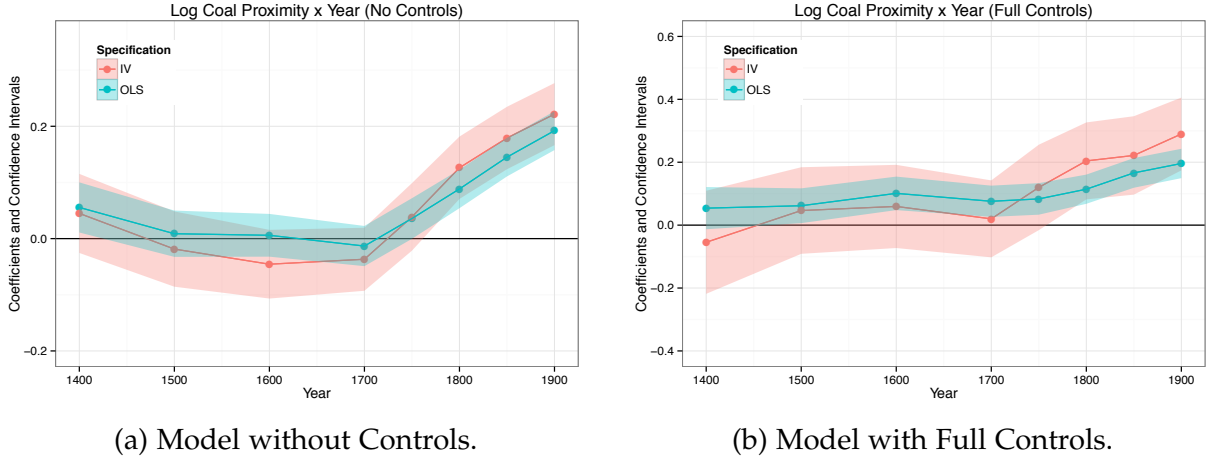 Log Coal Proximity x Year (No Controls)
Coefficients and Confidence Intervals
Specification
IV
OLS
0.2
0.0
−0.2
1400 1500 1600 1700 1800 1900
Year
(a) Model without Controls.
Log Coal Proximity x Year (Full Controls)
Coefficients and Confidence Intervals
Specification
IV
OLS
0.6
0.4
0.2
0.0
−0.2
−0.4
1400 1500 1600 1700 1800 1900
Year
(b) Model with Full Controls.